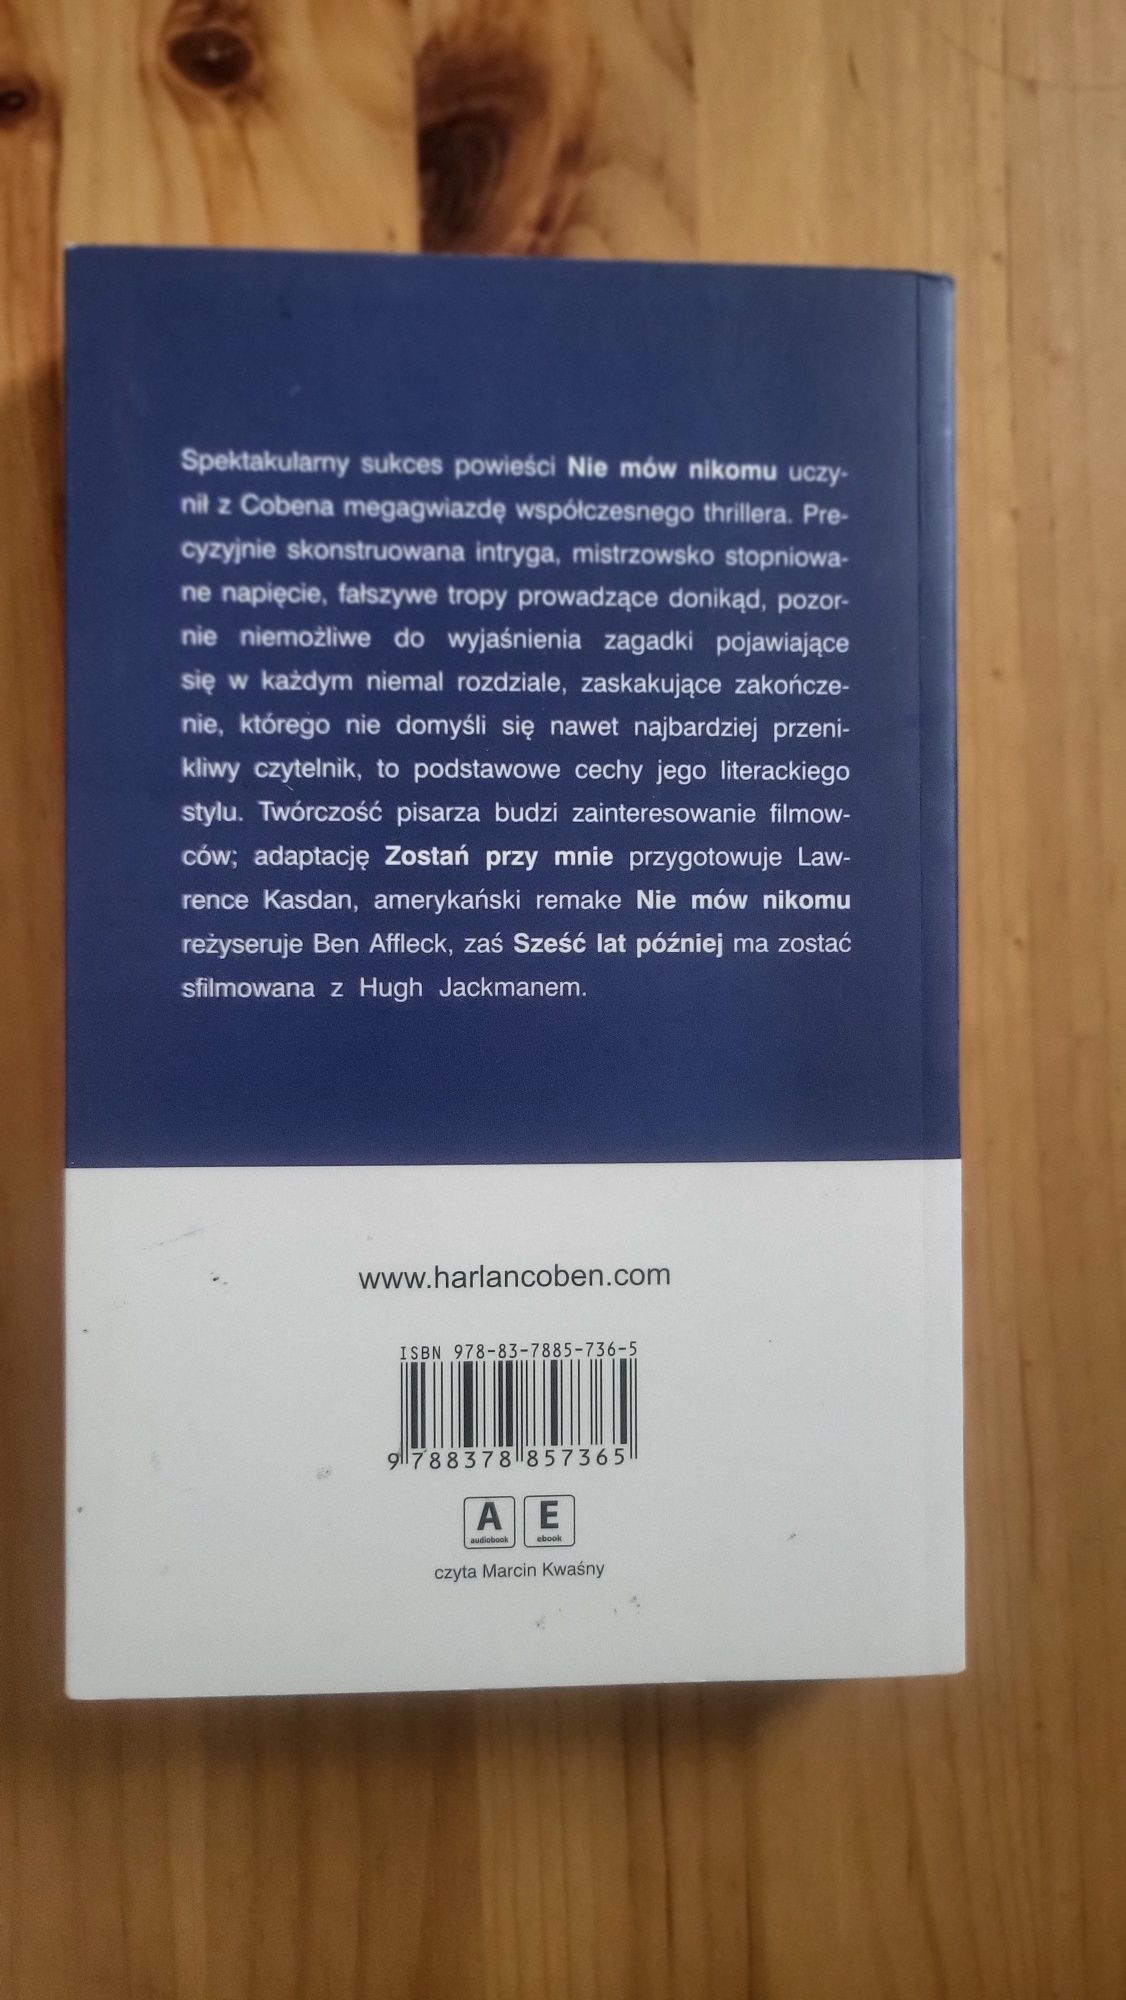 Spektakularny sukces powieści Nie mów nikomu uczy-
nił z Cobena megagwiazdę współczesnego thrillera. Pre-
cyzyjnie skonstruowana intryga, mistrzowsko stopniowa-
ne napięcie, fałszywe tropy prowadzące donikąd, pozor-
nie niemożliwe do wyjaśnienia zagadki pojawiające
się w każdym niemal rozdziale, zaskakujące zakończe-
nie, którego nie domyśli się nawet najbardziej przeni-
kliwy czytelnik, to podstawowe cechy jego literackiego
stylu. Twórczość pisarza budzi zainteresowanie filmow-
ców; adaptację Zostań przy mnie przygotowuje Law-
rence Kasdan, amerykański remake Nie mów nikomu
reżyseruje Ben Affleck, zaś Sześć lat później ma zostać
sfilmowana z Hugh Jackmanem.
www.harlancoben.com
ISBN 978-83-7885-736-5
9 788378 857365
A E
audiobook ebook
czyta Marcin Kwaśny